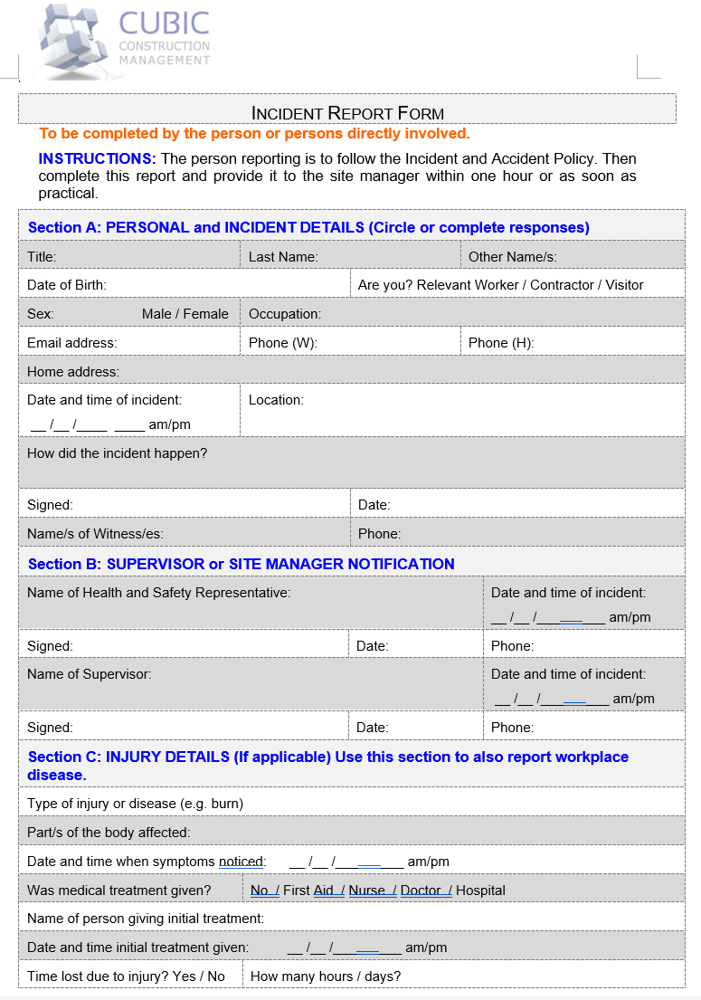 CUBIC
CONSTRUCTION
MANAGEMENT
INCIDENT REPORT FORM
To be completed by the person or persons directly involved.
INSTRUCTIONS: The person reporting is to follow the Incident and Accident Policy. Then
complete this report and provide it to the site manager within one hour or as soon as
practical.
Section A: PERSONAL and INCIDENT DETAILS (Circle or complete responses)
Title: Last Name: Other Name/s:
Date of Birth: Are you? Relevant Worker / Contractor / Visitor
Sex: Male / Female Occupation:
Email address: Phone (W): Phone (H):
Home address:
Date and time of incident: Location:
__ /__ /____ ____ am/pm
How did the incident happen?
Signed: Date:
Name/s of Witness/es: Phone:
Section B: SUPERVISOR or SITE MANAGER NOTIFICATION
Name of Health and Safety Representative: Date and time of incident:
__ /__ /_________ am/pm
Signed: Date: Phone:
Name of Supervisor: Date and time of incident:
__ /__ /_________ am/pm
Signed: Date: Phone:
Section C: INJURY DETAILS (If applicable) Use this section to also report workplace
disease.
Type of injury or disease (e.g. burn)
Part/s of the body affected:
Date and time when symptoms noticed: __ /__ /_________ am/pm
Was medical treatment given? No / First Aid / Nurse / Doctor / Hospital
Name of person giving initial treatment:
Date and time initial treatment given: __ /__ /_________ am/pm
Time lost due to injury? Yes / No How many hours / days?